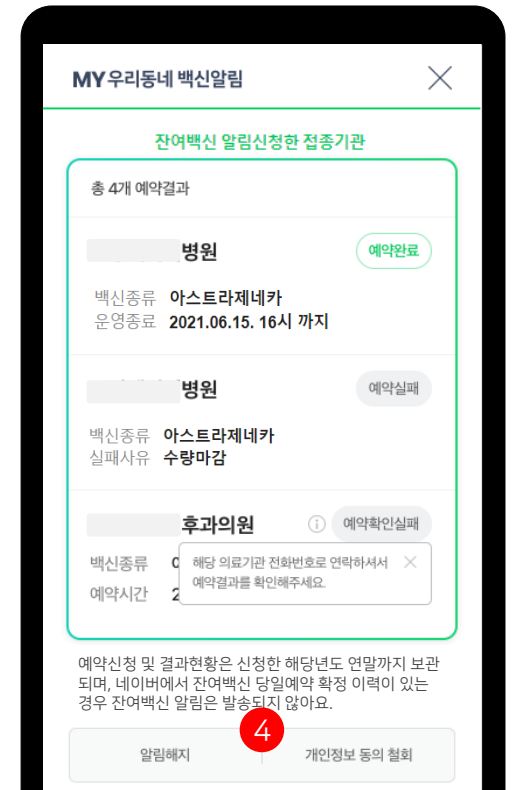 MY우리동네 백신알림
잔여백신 알림신청한 접종기관
총 4개 예약결과
병원 예약완료
백신종류 아스트라제네카
운영종료 2021.06.15. 16시 까지
병원 예약실패
백신종류 아스트라제네카
실패사유 수량마감
후과의원 예약확인실패
백신종류
해당 의료기관 전화번호로 연락하셔서
예약결과를 확인해주세요.
예약시간 2
예약신청 및 결과현황은 신청한 해당년도 연말까지 보관
되며, 네이버에서 잔여백신 당일예약 확정 이력이 있는
경우 잔여백신 알림은 발송되지 않아요.
4
알림해지 개인정보 동의 철회